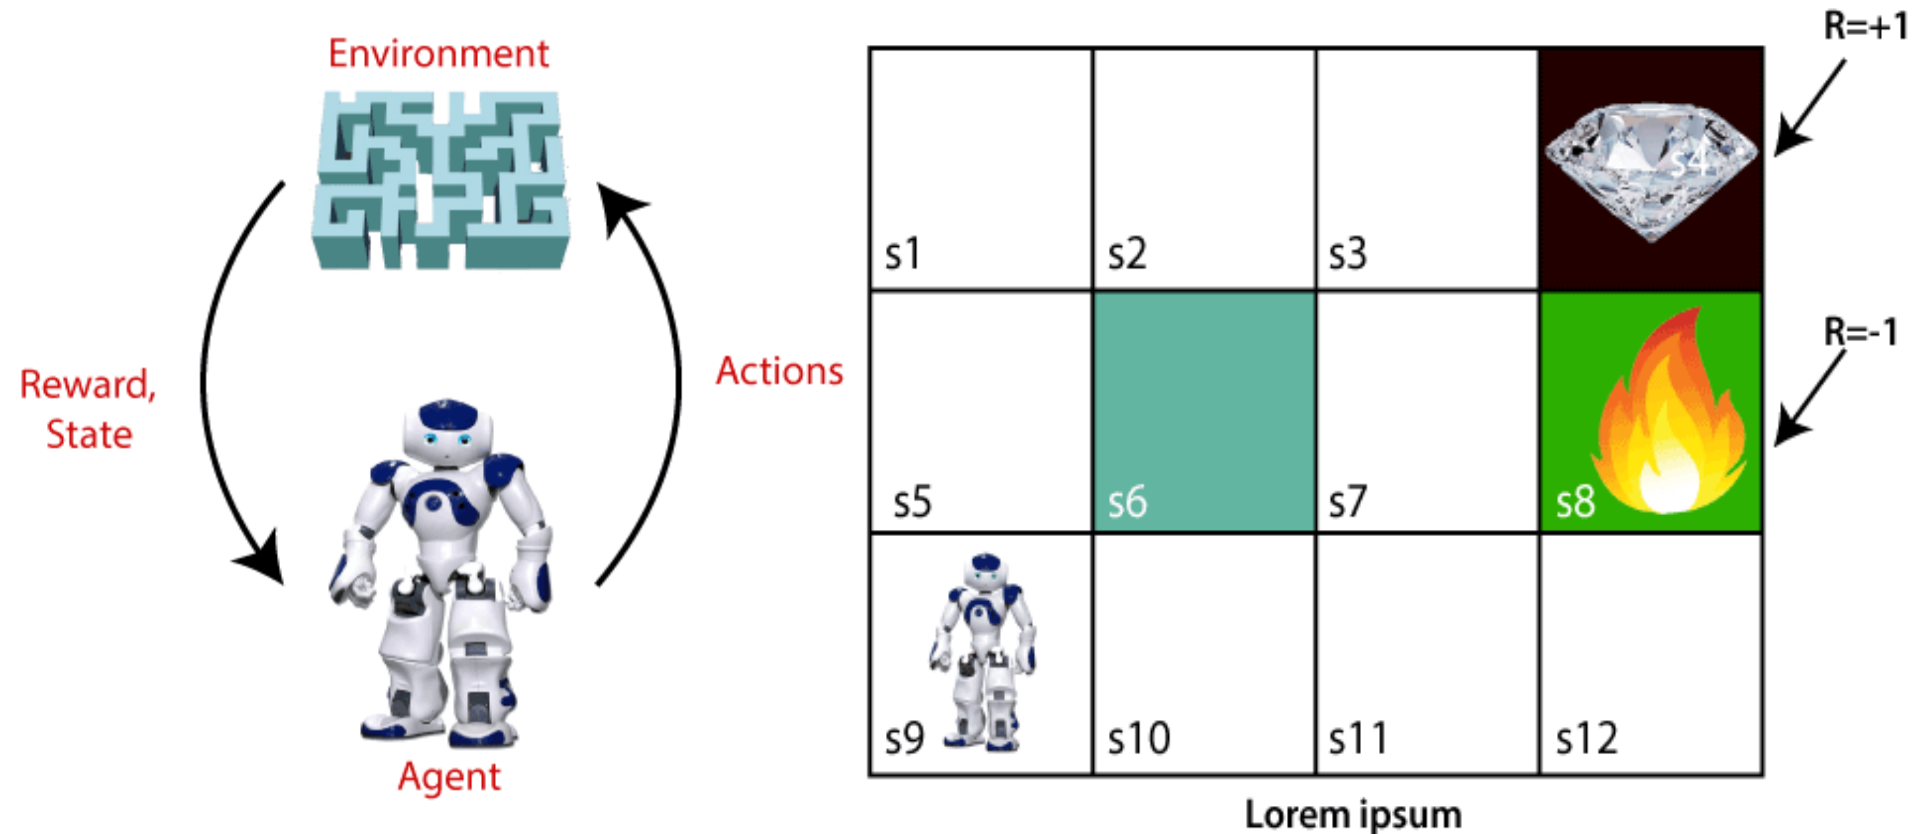 Environment
Reward,
State
Actions
Agent
R=+1
s1
s2
s3
s4
R=-1
s5
s6
s7
s8
s9
s10
s11
s12
Lorem ipsum